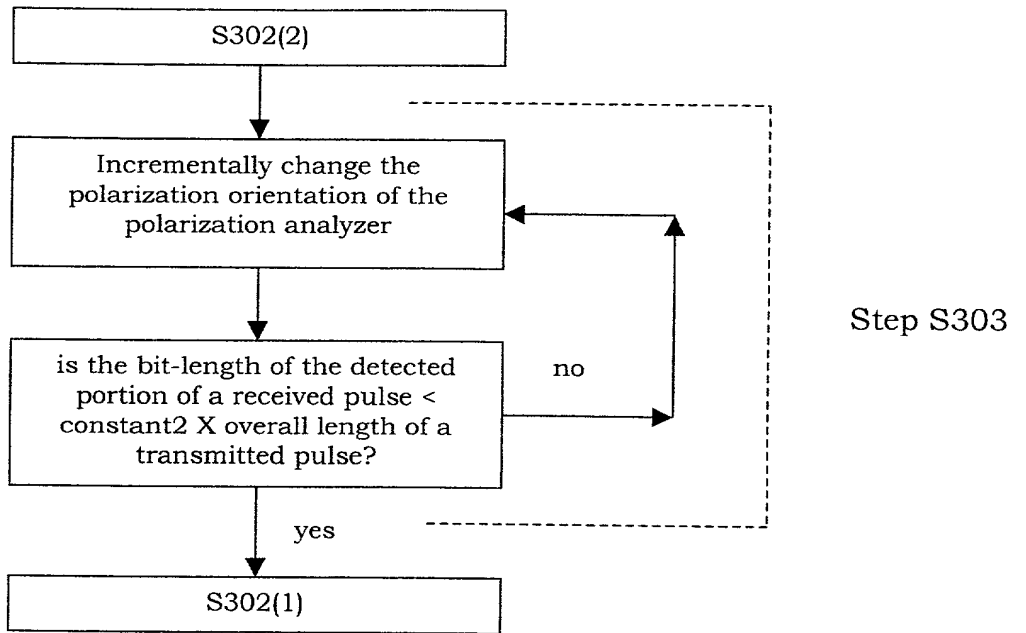 S302(2)
Incrementally change the
polarization orientation of the
polarization analyzer
Step S303
is the bit-length of the detected
portion of a received pulse <
constant2 X overall length of a
transmitted pulse?
no
yes
S302(1)